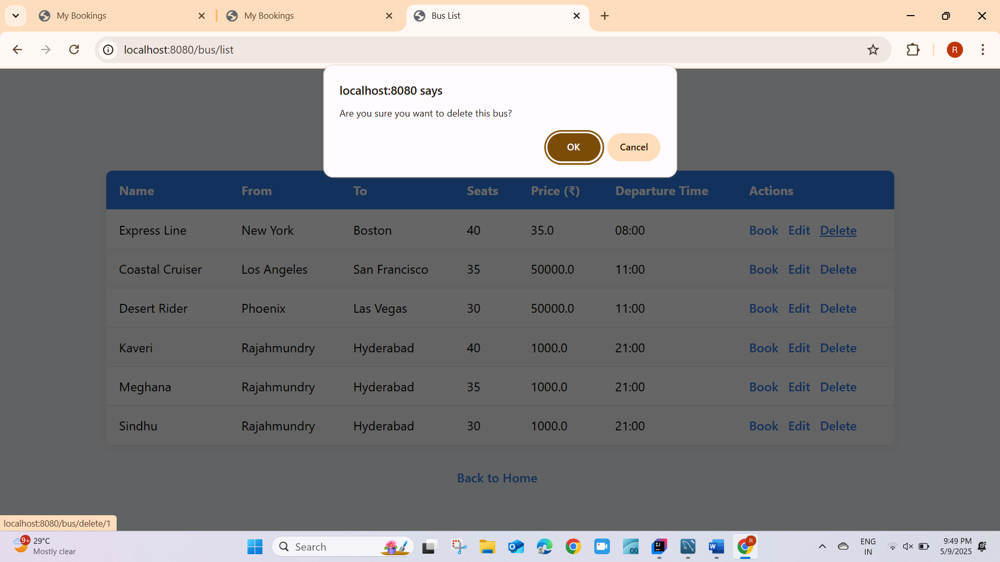 My Bookings
My Bookings
Bus List
localhost:8080/bus/list
R
localhost:8080 says
Are you sure you want to delete this bus?
OK Cancel
Name From To Seats Price (₹) Departure Time Actions
Express Line New York Boston 40 35.0 08:00 Book Edit Delete
Coastal Cruiser Los Angeles San Francisco 35 50000.0 11:00 Book Edit Delete
Desert Rider Phoenix Las Vegas 30 50000.0 11:00 Book Edit Delete
Kaveri Rajahmundry Hyderabad 40 1000.0 21:00 Book Edit Delete
Meghana Rajahmundry Hyderabad 35 1000.0 21:00 Book Edit Delete
Sindhu Rajahmundry Hyderabad 30 1000.0 21:00 Book Edit Delete
Back to Home
localhost:8080/bus/delete/1
9+
29°C
Mostly clear
Search
00
IJ
W
R
ENG
IN
9:49 PM
5/9/2025